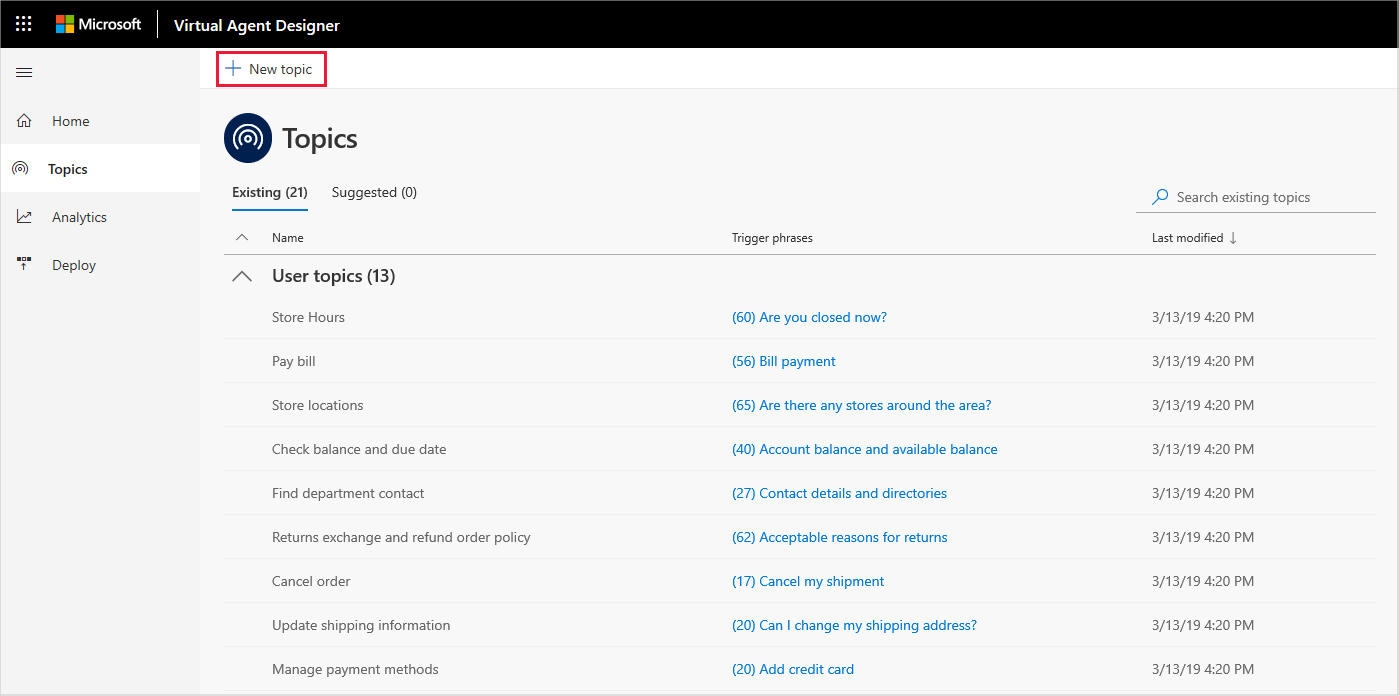 Microsoft Virtual Agent Designer
New topic
Home
Topics
Analytics
Deploy
Topics
Existing (21) Suggested (0)
Search existing topics
Name Trigger phrases Last modified ↓
User topics (13)
Store Hours (60) Are you closed now? 3/13/19 4:20 PM
Pay bill (56) Bill payment 3/13/19 4:20 PM
Store locations (65) Are there any stores around the area? 3/13/19 4:20 PM
Check balance and due date (40) Account balance and available balance 3/13/19 4:20 PM
Find department contact (27) Contact details and directories 3/13/19 4:20 PM
Returns exchange and refund order policy (62) Acceptable reasons for returns 3/13/19 4:20 PM
Cancel order (17) Cancel my shipment 3/13/19 4:20 PM
Update shipping information (20) Can I change my shipping address? 3/13/19 4:20 PM
Manage payment methods (20) Add credit card 3/13/19 4:20 PM